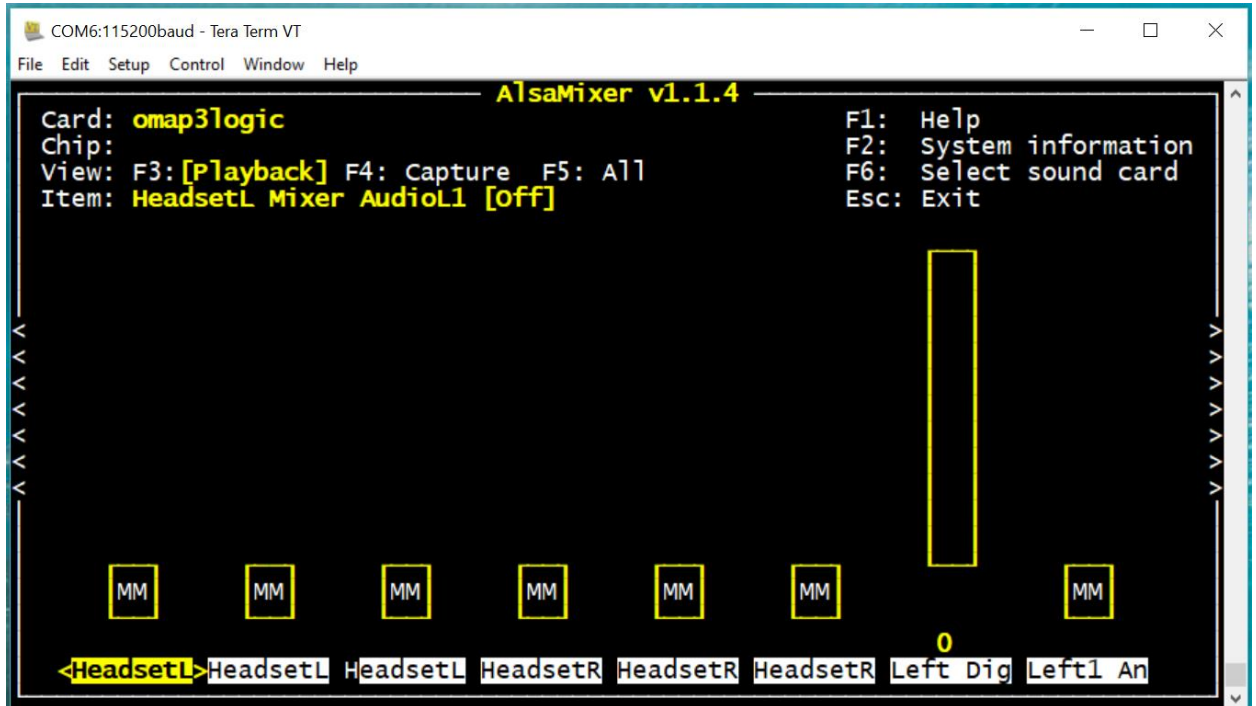 COM6:115200baud - Tera Term VT
File Edit Setup Control Window Help
AlsaMixer v1.1.4
Card: omap3logic F1: Help
Chip: F2: System information
View: F3:[Playback] F4: Capture F5: All F6: Select sound card
Item: HeadsetL Mixer AudioL1 [Off] Esc: Exit
< >
< >
< >
< >
< >
< >
< >
MM MM MM MM MM MM MM
0
<HeadsetL>HeadsetL HeadsetL HeadsetR HeadsetR HeadsetR Left Dig Left1 An